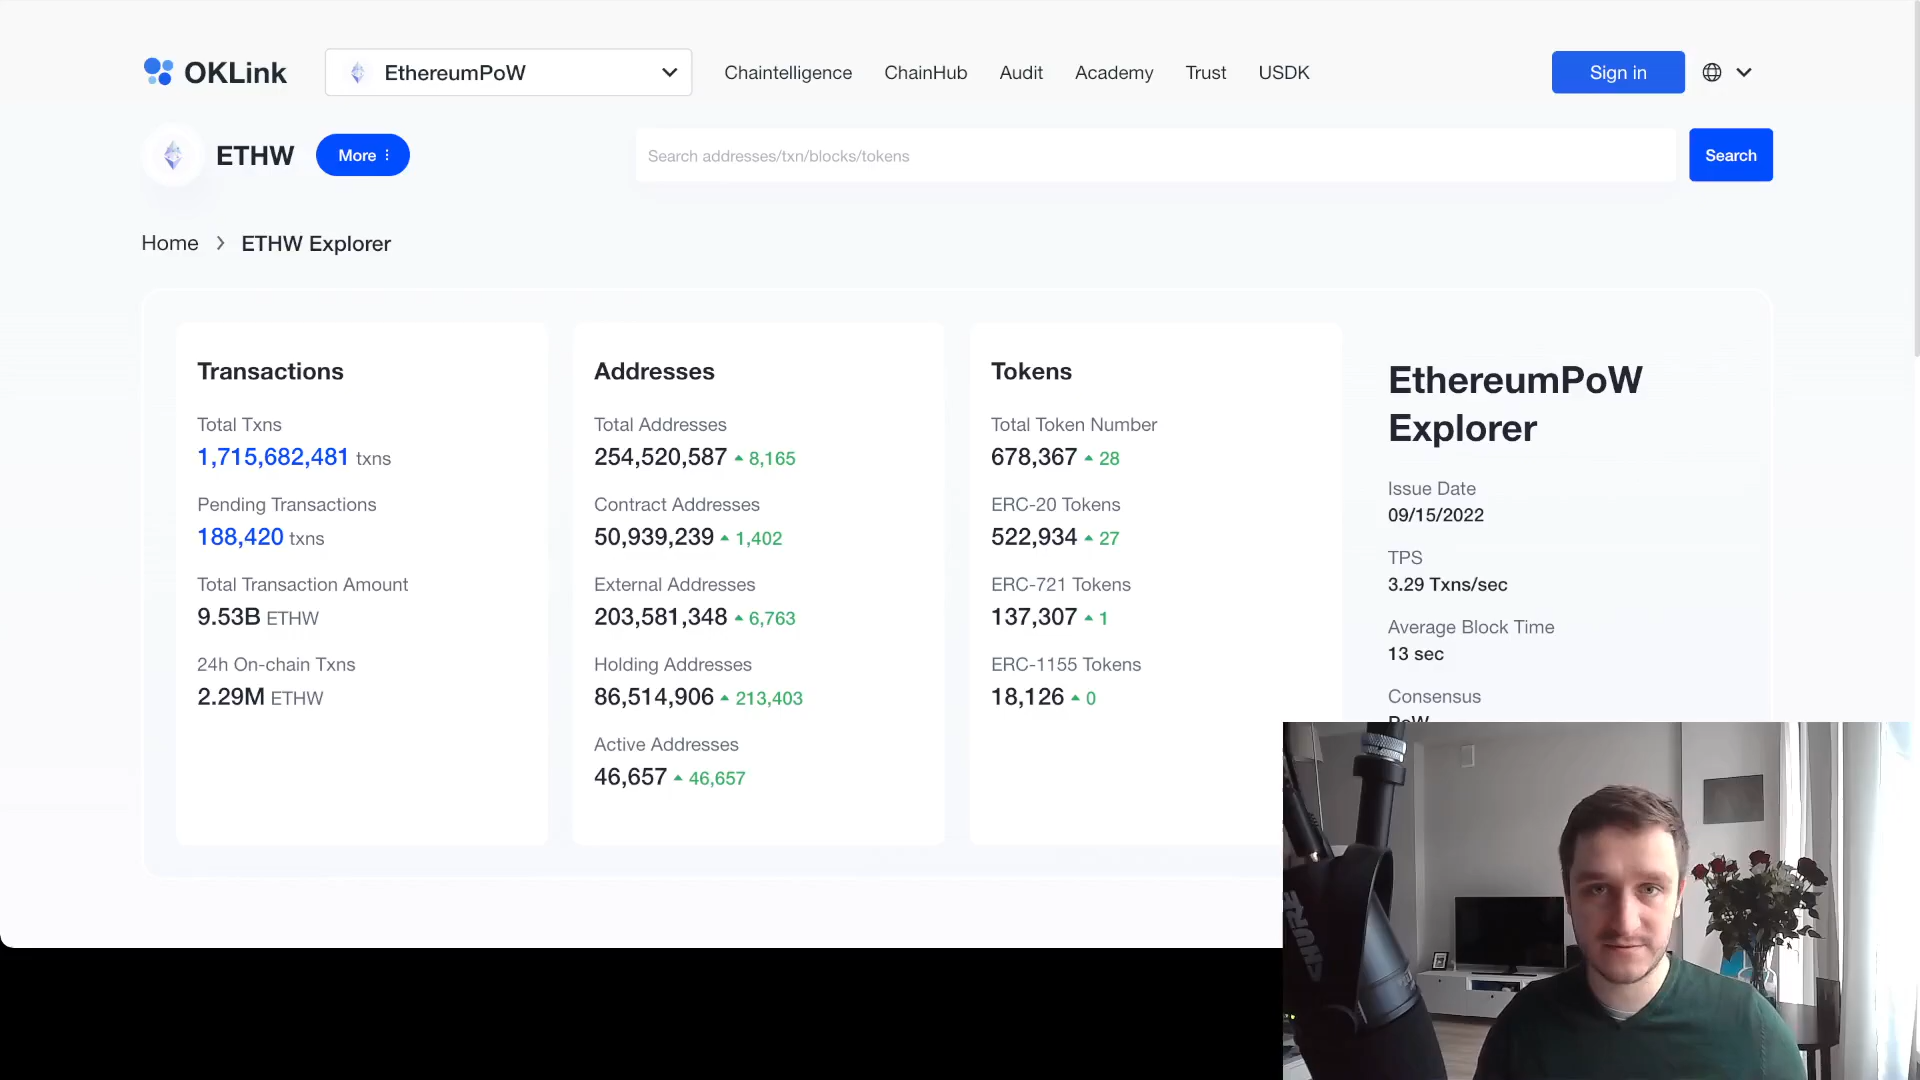 OKLink
EthereumPoW
Chaintelligence
ChainHub
Audit
Academy
Trust
USDK
Sign in
ETHW
More
Search addresses/txn/blocks/tokens
Search
Home > ETHW Explorer
Transactions
Total Txns
1,715,682,481 txns
Pending Transactions
188,420 txns
Total Transaction Amount
9.53B ETHW
24h On-chain Txns
2.29M ETHW
Addresses
Total Addresses
254,520,587 8,165
Contract Addresses
50,939,239 1,402
External Addresses
203,581,348 6,763
Holding Addresses
86,514,906 213,403
Active Addresses
46,657 46,657
Tokens
Total Token Number
678,367 28
ERC-20 Tokens
522,934 27
ERC-721 Tokens
137,307 1
ERC-1155 Tokens
18,126 0
EthereumPoW
Explorer
Issue Date
09/15/2022
TPS
3.29 Txns/sec
Average Block Time
13 sec
Consensus
PoW
SHURE